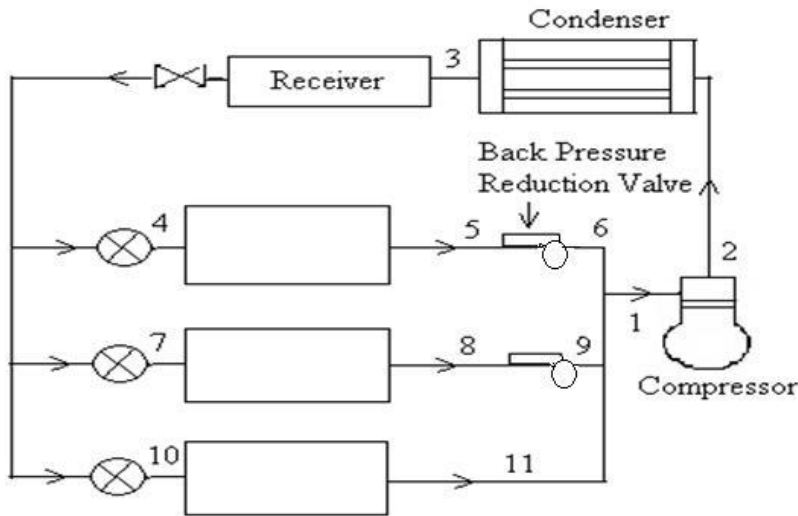 Condenser
3
Receiver
Back Pressure
Reduction Valve
4
5
6
2
1
7
8
9
Compressor
10
11